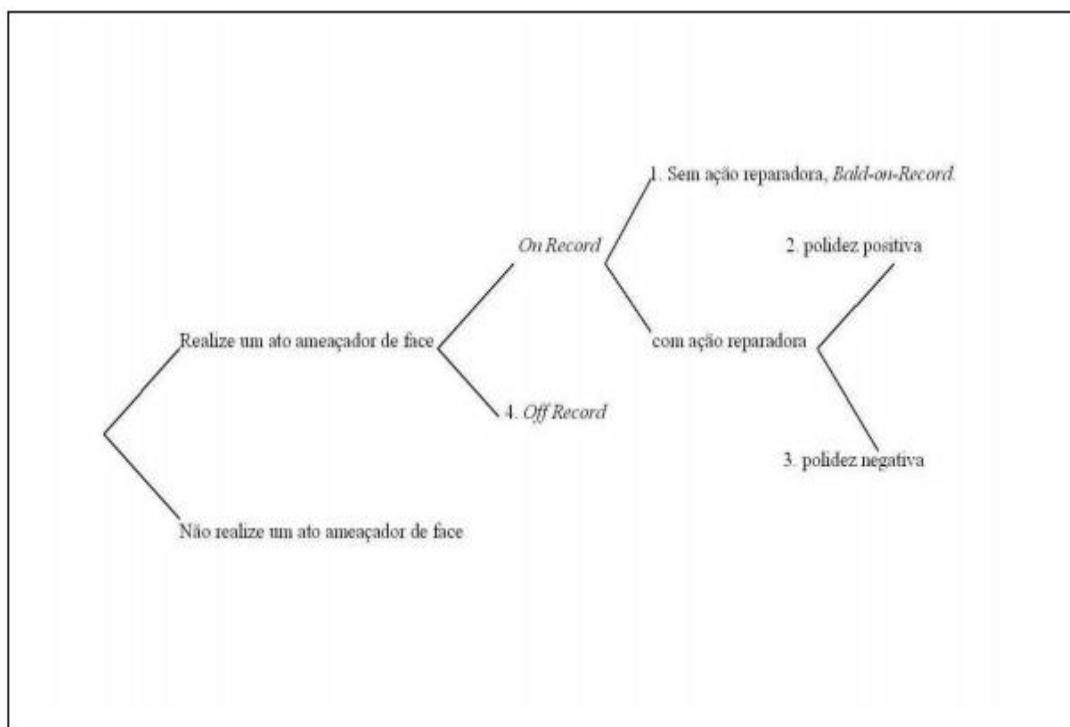 1. Sem ação reparadora, Bald-on-Record.
On Record
2. polidez positiva
Realize um ato ameaçador de face
com ação reparadora
4. Off Record
3. polidez negativa
Não realize um ato ameaçador de face